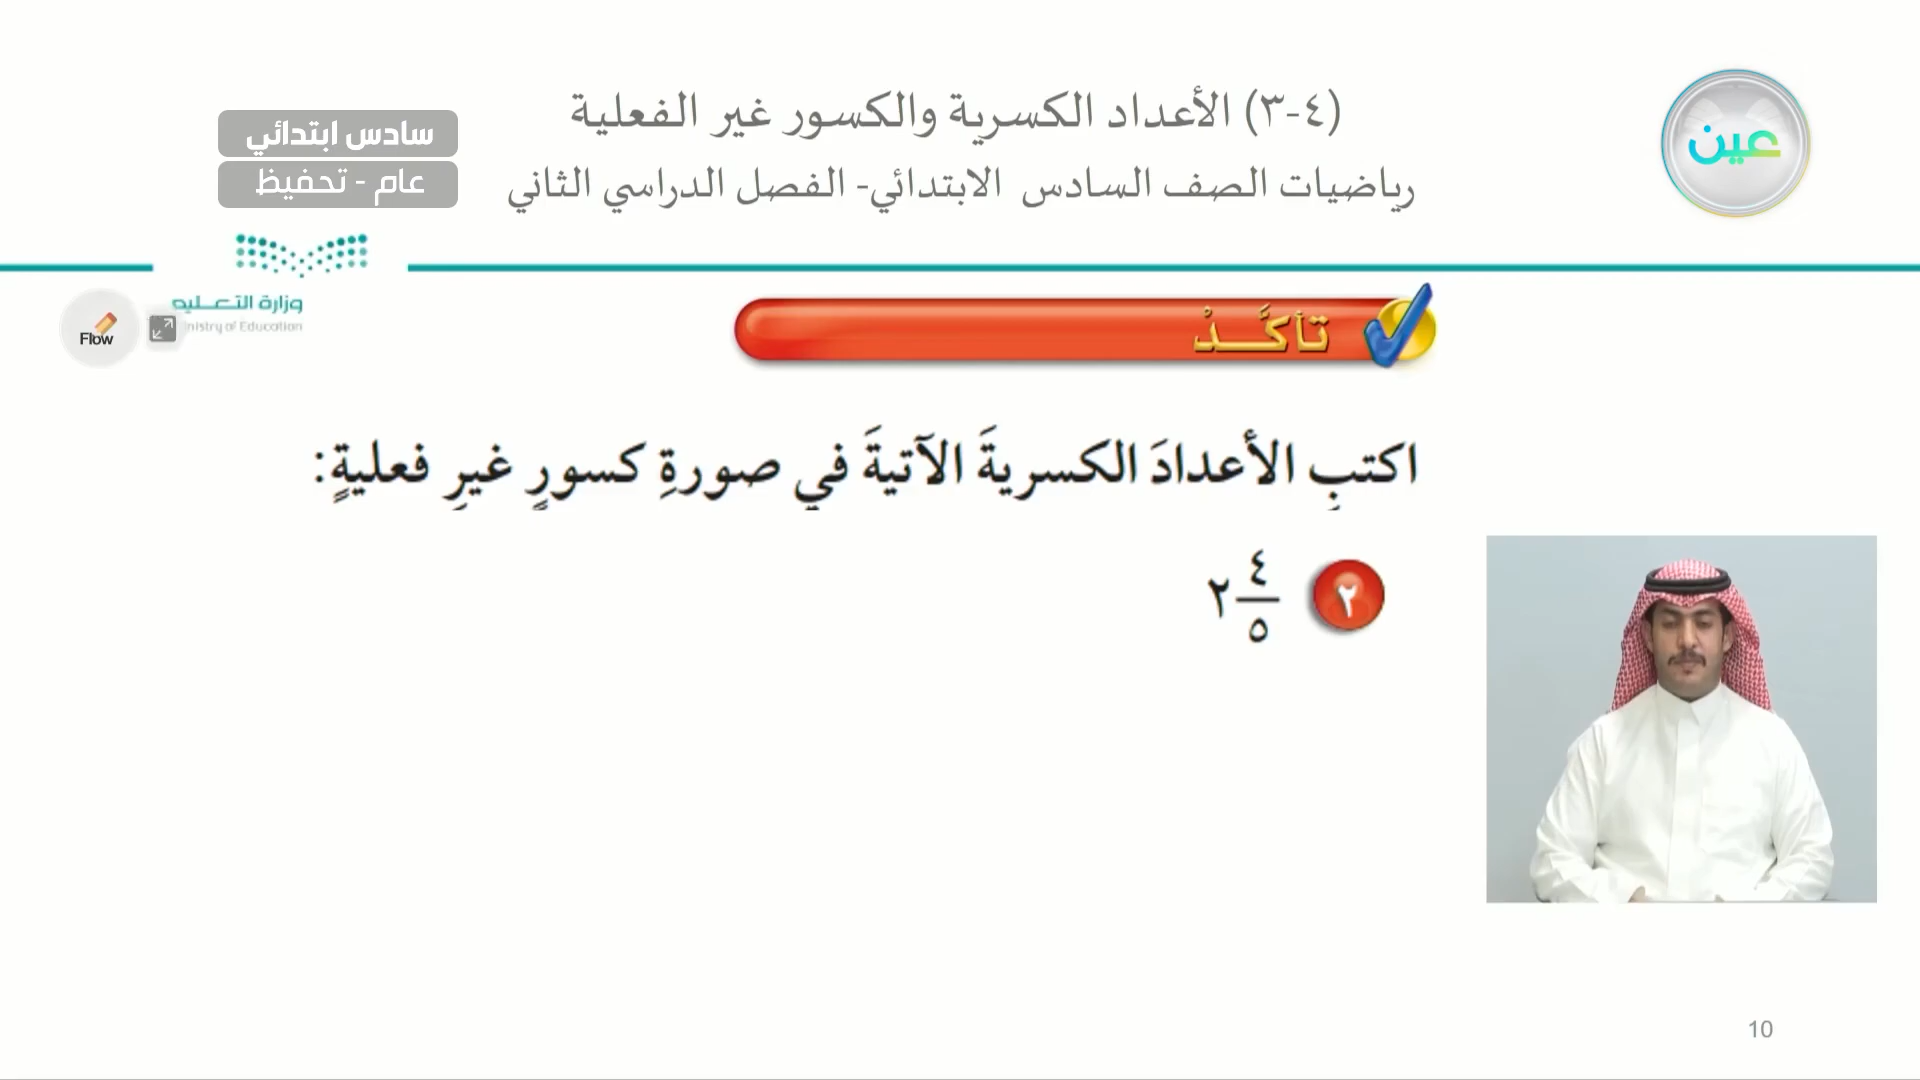 (٤-٣) الأعداد الكسرية والكسور غير الفعلية
رياضيات الصف السادس الابتدائي- الفصل الدراسي الثاني
سادس ابتدائي
عام - تحفيظ
عين
وزارة التعليم
nistry of Education
Flow
تأكَّدْ
اكتبِ الأعدادَ الكسريةَ الآتيةَ في صورةِ كسورٍ غيرِ فعليةٍ:
٢ ٢ ٤/٥
10